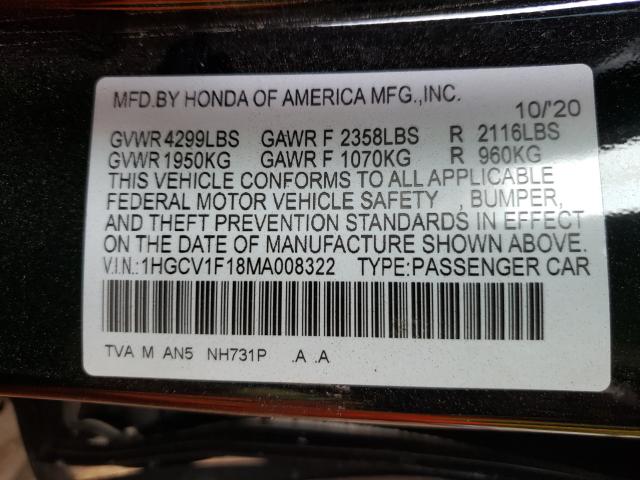 MFD.BY HONDA OF AMERICA MFG.,INC.
10/'20
GVWR 4299LBS GAWR F 2358LBS R 2116LBS
GVWR 1950KG GAWR F 1070KG R 960KG
THIS VEHICLE CONFORMS TO ALL APPLICABLE
FEDERAL MOTOR VEHICLE SAFETY , BUMPER,
AND THEFT PREVENTION STANDARDS IN EFFECT
ON THE DATE OF MANUFACTURE SHOWN ABOVE.
V.I.N.:1HGCV1F18MA008322 TYPE:PASSENGER CAR
TVA M AN5 NH731P .A .A